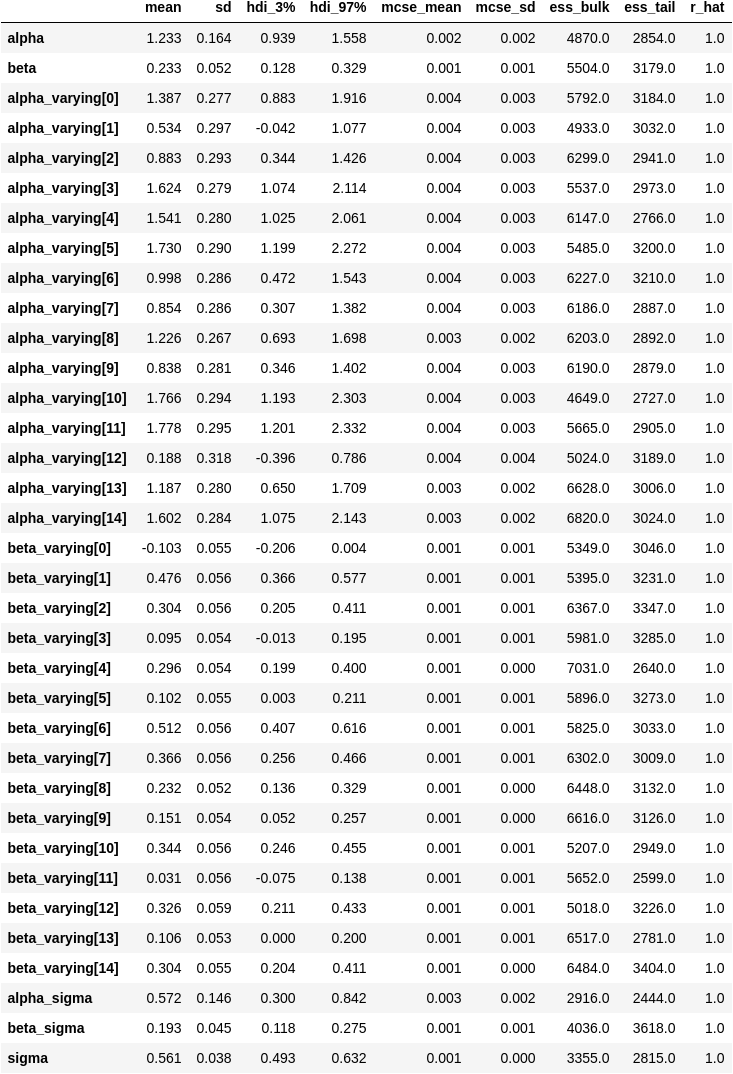 mean sd hdi_3% hdi_97% mcse_mean mcse_sd ess_bulk ess_tail r_hat
alpha 1.233 0.164 0.939 1.558 0.002 0.002 4870.0 2854.0 1.0
beta 0.233 0.052 0.128 0.329 0.001 0.001 5504.0 3179.0 1.0
alpha_varying[0] 1.387 0.277 0.883 1.916 0.004 0.003 5792.0 3184.0 1.0
alpha_varying[1] 0.534 0.297 -0.042 1.077 0.004 0.003 4933.0 3032.0 1.0
alpha_varying[2] 0.883 0.293 0.344 1.426 0.004 0.003 6299.0 2941.0 1.0
alpha_varying[3] 1.624 0.279 1.074 2.114 0.004 0.003 5537.0 2973.0 1.0
alpha_varying[4] 1.541 0.280 1.025 2.061 0.004 0.003 6147.0 2766.0 1.0
alpha_varying[5] 1.730 0.290 1.199 2.272 0.004 0.003 5485.0 3200.0 1.0
alpha_varying[6] 0.998 0.286 0.472 1.543 0.004 0.003 6227.0 3210.0 1.0
alpha_varying[7] 0.854 0.286 0.307 1.382 0.004 0.003 6186.0 2887.0 1.0
alpha_varying[8] 1.226 0.267 0.693 1.698 0.003 0.002 6203.0 2892.0 1.0
alpha_varying[9] 0.838 0.281 0.346 1.402 0.004 0.003 6190.0 2879.0 1.0
alpha_varying[10] 1.766 0.294 1.193 2.303 0.004 0.003 4649.0 2727.0 1.0
alpha_varying[11] 1.778 0.295 1.201 2.332 0.004 0.003 5665.0 2905.0 1.0
alpha_varying[12] 0.188 0.318 -0.396 0.786 0.004 0.004 5024.0 3189.0 1.0
alpha_varying[13] 1.187 0.280 0.650 1.709 0.003 0.002 6628.0 3006.0 1.0
alpha_varying[14] 1.602 0.284 1.075 2.143 0.003 0.002 6820.0 3024.0 1.0
beta_varying[0] -0.103 0.055 -0.206 0.004 0.001 0.001 5349.0 3046.0 1.0
beta_varying[1] 0.476 0.056 0.366 0.577 0.001 0.001 5395.0 3231.0 1.0
beta_varying[2] 0.304 0.056 0.205 0.411 0.001 0.001 6367.0 3347.0 1.0
beta_varying[3] 0.095 0.054 -0.013 0.195 0.001 0.001 5981.0 3285.0 1.0
beta_varying[4] 0.296 0.054 0.199 0.400 0.001 0.000 7031.0 2640.0 1.0
beta_varying[5] 0.102 0.055 0.003 0.211 0.001 0.001 5896.0 3273.0 1.0
beta_varying[6] 0.512 0.056 0.407 0.616 0.001 0.001 5825.0 3033.0 1.0
beta_varying[7] 0.366 0.056 0.256 0.466 0.001 0.001 6302.0 3009.0 1.0
beta_varying[8] 0.232 0.052 0.136 0.329 0.001 0.000 6448.0 3132.0 1.0
beta_varying[9] 0.151 0.054 0.052 0.257 0.001 0.000 6616.0 3126.0 1.0
beta_varying[10] 0.344 0.056 0.246 0.455 0.001 0.001 5207.0 2949.0 1.0
beta_varying[11] 0.031 0.056 -0.075 0.138 0.001 0.001 5652.0 2599.0 1.0
beta_varying[12] 0.326 0.059 0.211 0.433 0.001 0.001 5018.0 3226.0 1.0
beta_varying[13] 0.106 0.053 0.000 0.200 0.001 0.001 6517.0 2781.0 1.0
beta_varying[14] 0.304 0.055 0.204 0.411 0.001 0.000 6484.0 3404.0 1.0
alpha_sigma 0.572 0.146 0.300 0.842 0.003 0.002 2916.0 2444.0 1.0
beta_sigma 0.193 0.045 0.118 0.275 0.001 0.001 4036.0 3618.0 1.0
sigma 0.561 0.038 0.493 0.632 0.001 0.000 3355.0 2815.0 1.0